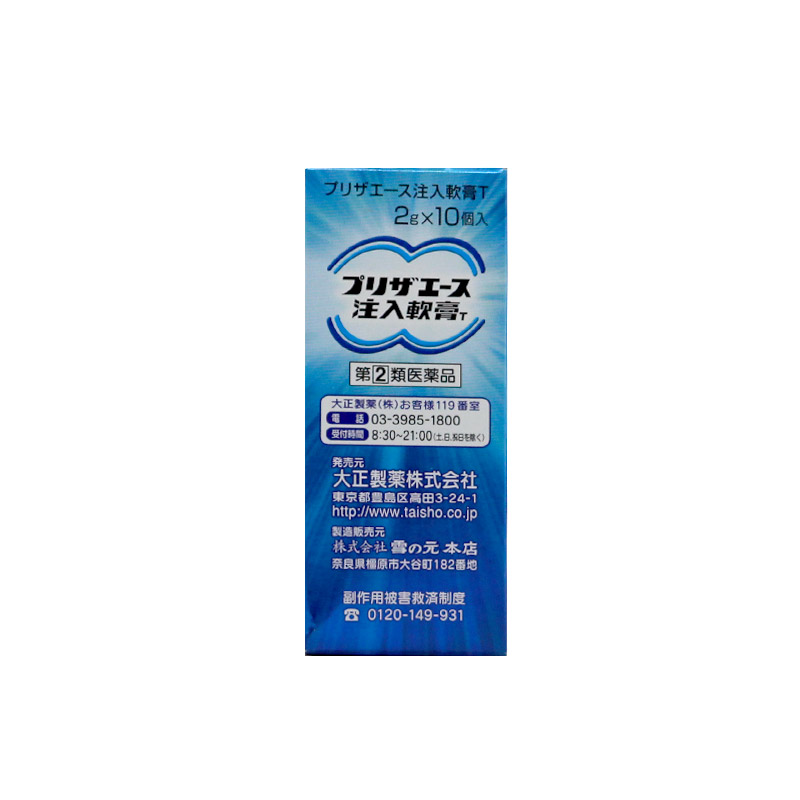 プリザエース注入軟膏T
2g×10個入
プリザエース
注入軟膏T
第②類医薬品
大正製薬(株)お客様119番室
電話 03-3985-1800
受付時間 8:30~21:00(土、日、祝日を除く)
発売元
大正製薬株式会社
東京都豊島区高田3-24-1
http://www.taisho.co.jp
製造販売元
株式会社 雪の元 本店
奈良県橿原市大谷町182番地
副作用被害救済制度
☎ 0120-149-931